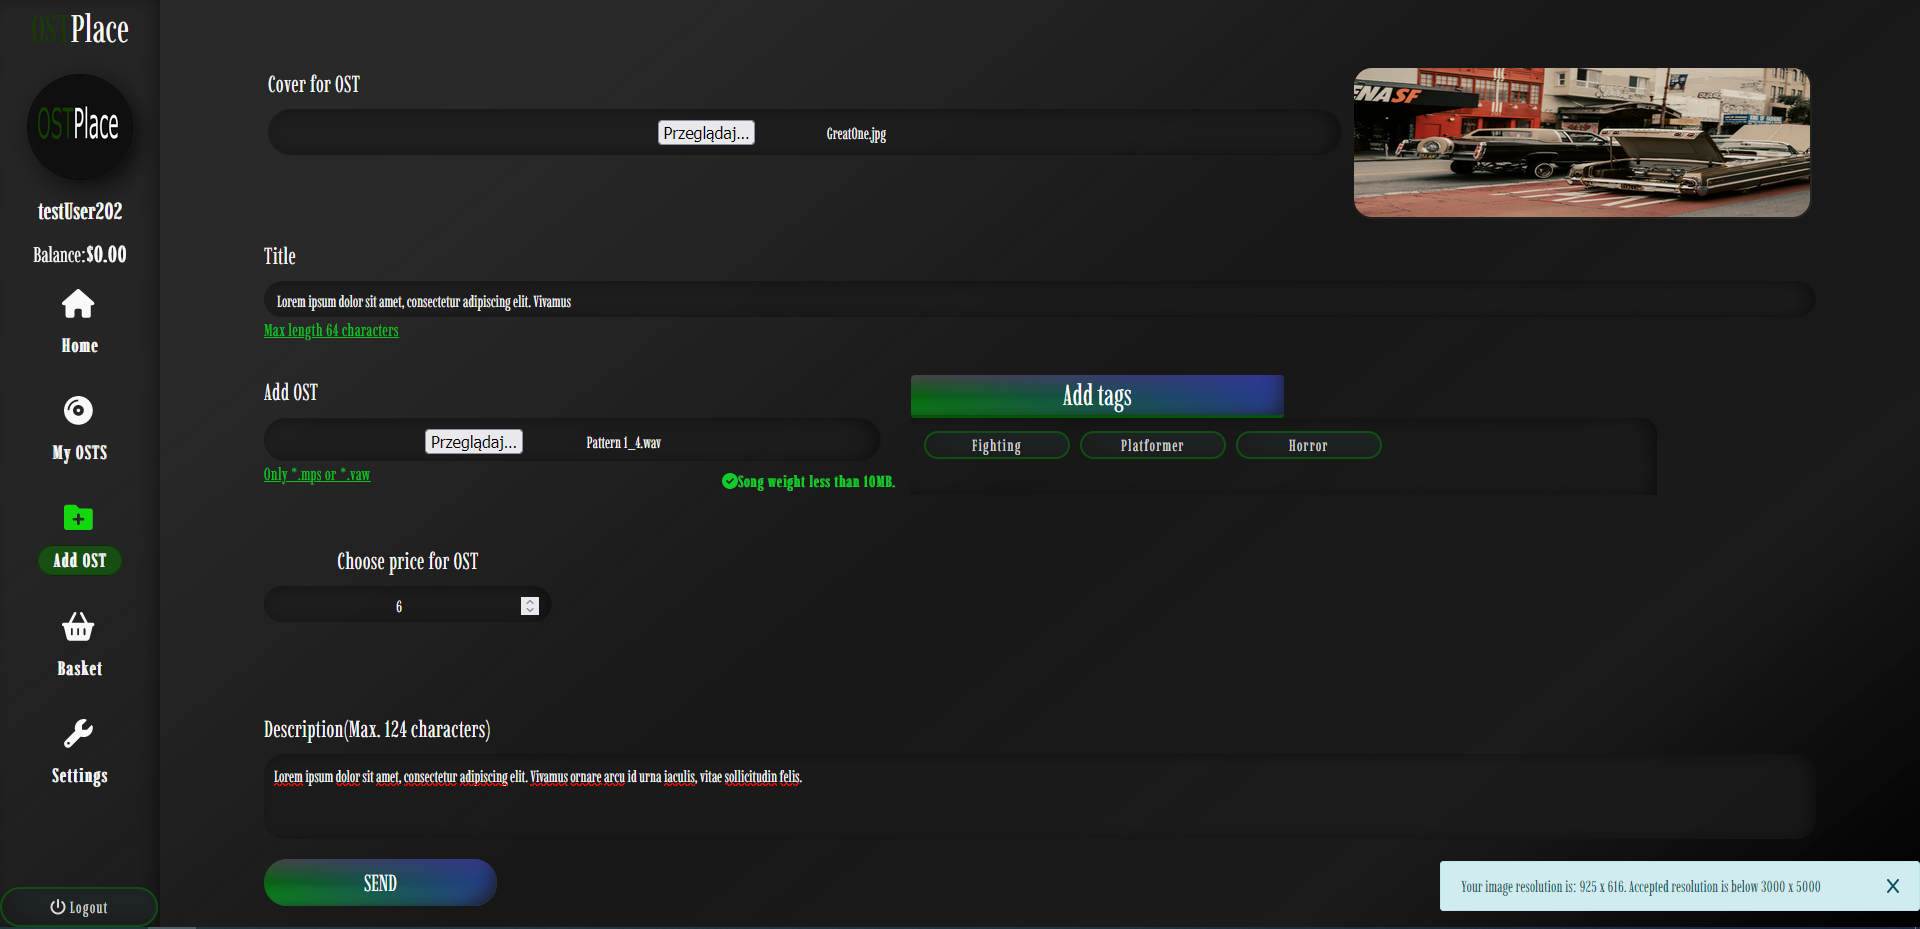 OSTPlace
OSTPlace
testUser202
Balance:$0.00
Home
My OSTS
Add OST
Basket
Settings
Logout
Cover for OST
Przeglądaj... GreatOne.jpg
ENASF
Title
Lorem ipsum dolor sit amet, consectetur adipiscing elit. Vivamus
Max length 64 characters
Add OST
Przeglądaj... Pattern 1_4.wav
Only *.mps or *.vaw
Song weight less than 10MB.
Add tags
Fighting Platformer Horror
Choose price for OST
6
Description(Max. 124 characters)
Lorem ipsum dolor sit amet, consectetur adipiscing elit. Vivamus ornare arcu id urna iaculis, vitae sollicitudin felis.
SEND
Your image resolution is: 925 x 616. Accepted resolution is below 3000 x 5000